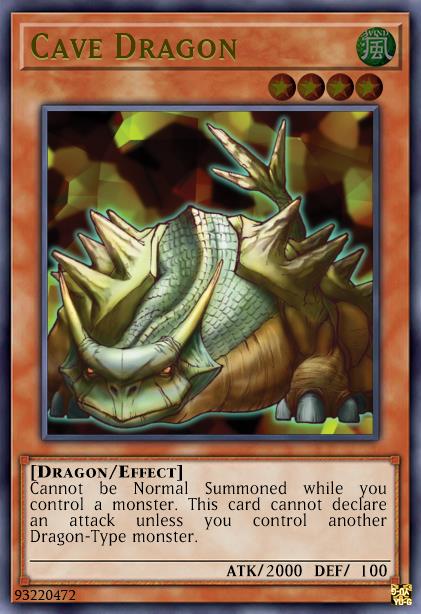 CAVE DRAGON
WIND
風
[DRAGON/EFFECT]
Cannot be Normal Summoned while you
control a monster. This card cannot declare
an attack unless you control another
Dragon-Type monster.
ATK/2000 DEF/ 100
93220472